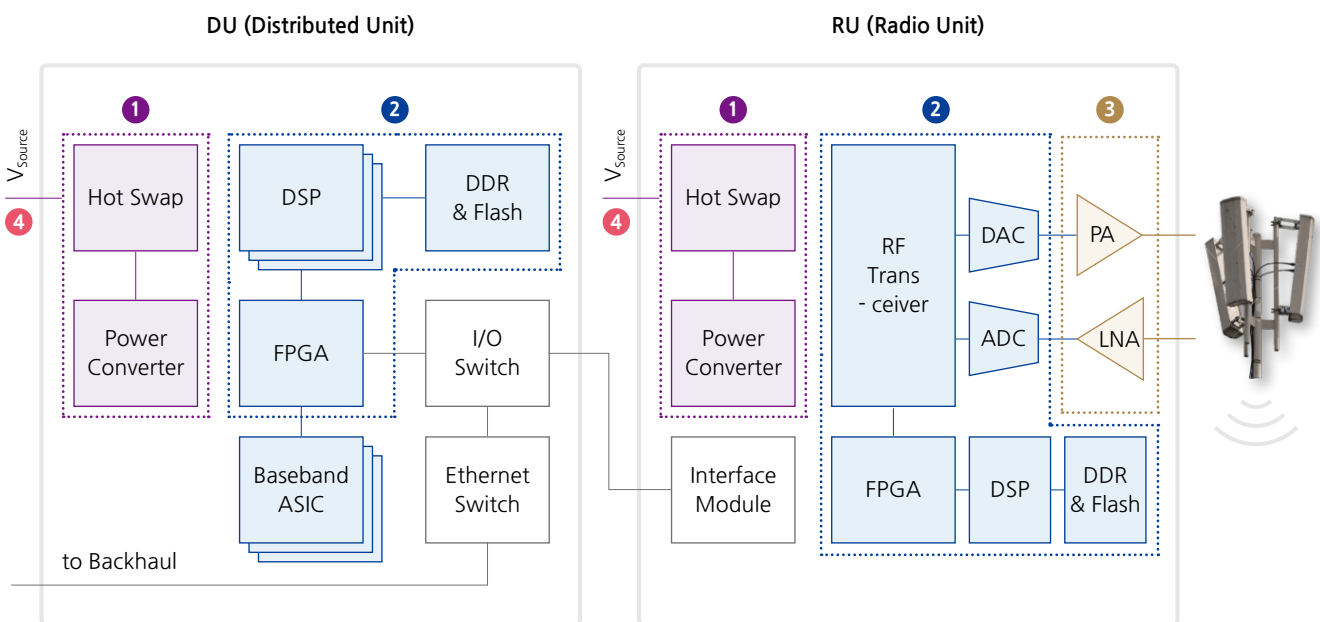 DU (Distributed Unit)
RU (Radio Unit)
1
2
V Source
4
Hot Swap
Power
Converter
DSP
DDR
& Flash
FPGA
I/O
Switch
Baseband
ASIC
Ethernet
Switch
to Backhaul
1
2
3
V Source
4
Hot Swap
Power
Converter
Interface
Module
RF
Trans
- ceiver
DAC
ADC
PA
LNA
FPGA
DSP
DDR
& Flash